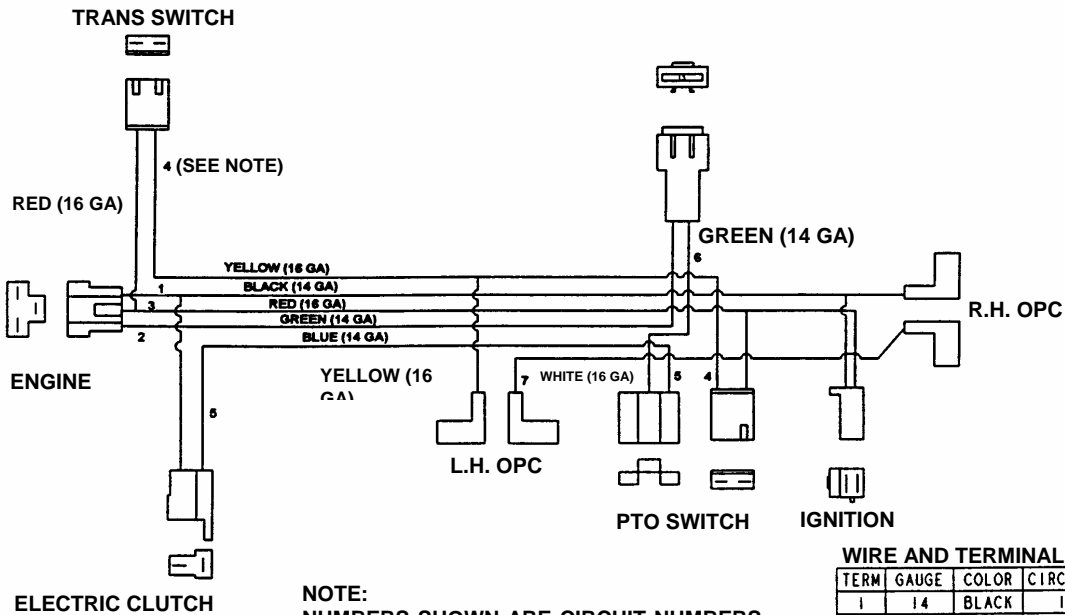 TRANS SWITCH
4 (SEE NOTE)
RED (16 GA)
GREEN (14 GA)
6
YELLOW (16 GA)
1
BLACK (14 GA)
3
RED (16 GA)
GREEN (14 GA)
2
BLUE (14 GA)
R.H. OPC
ENGINE
YELLOW (16
GA)
7
WHITE (16 GA)
5
4
5
L.H. OPC
PTO SWITCH
IGNITION
ELECTRIC CLUTCH
NOTE:
NUMBERS SHOWN ARE CIRCUIT NUMBERS
WIRE AND TERMINAL
TERM GAUGE COLOR CIRC
1 14 BLACK 1